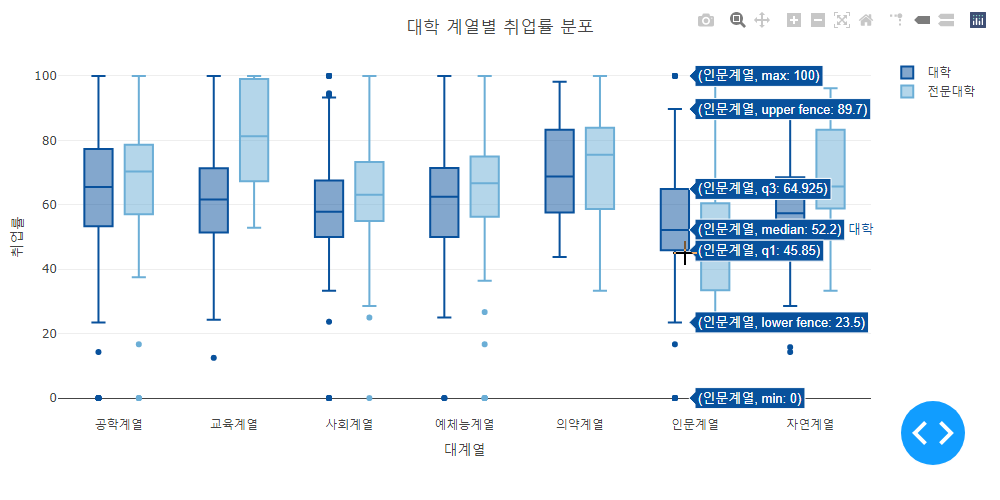 대학 계열별 취업률 분포
대학
전문대학
취업률
100
80
60
40
20
0
(인문계열, max: 100)
(인문계열, upper fence: 89.7)
(인문계열, q3: 64.925)
(인문계열, median: 52.2) 대학
(인문계열, q1: 45.85)
(인문계열, lower fence: 23.5)
(인문계열, min: 0)
공학계열
교육계열
사회계열
예체능계열
의약계열
인문계열
자연계열
대계열